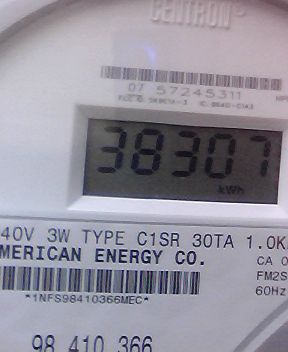 CENTRON®
07 57245311
38307
kWh
40V 3W TYPE C1SR 30TA 1.0K
MERICAN ENERGY CO.
CA 0
FM2S
60Hz
*1NFS98410366MEC*
98 410 366